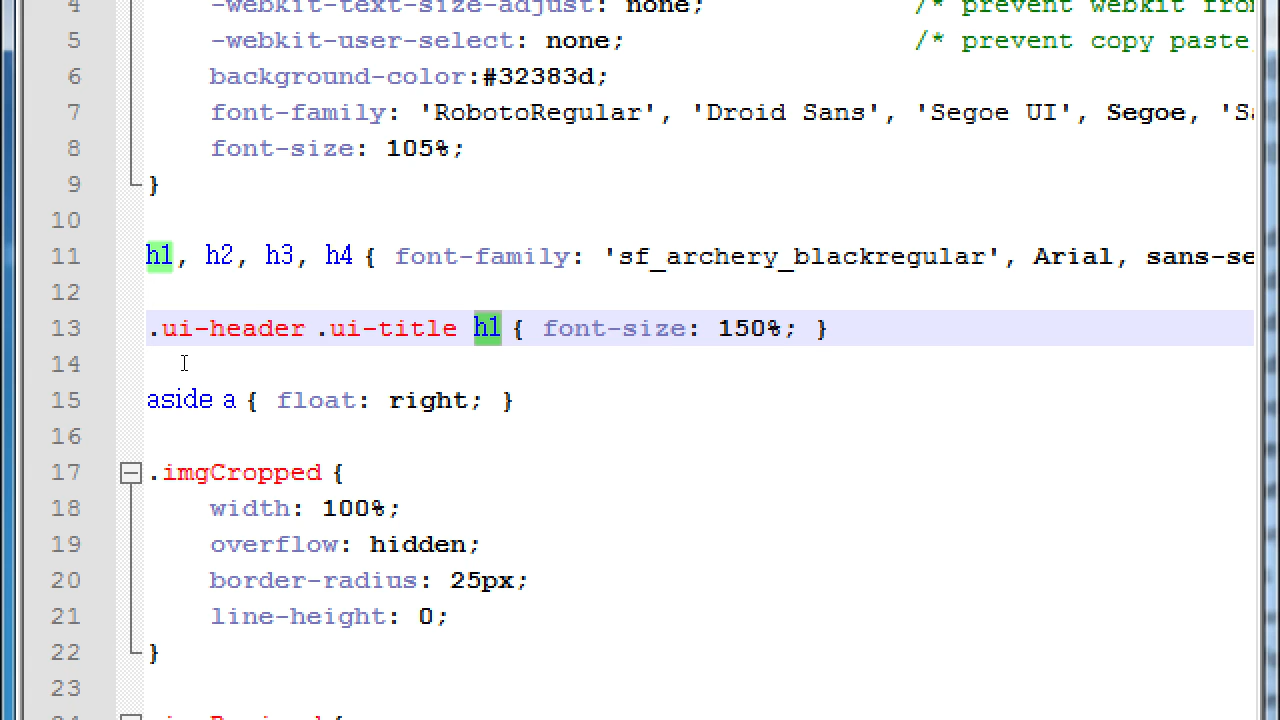 4 -webkit-text-size-adjust: none; /* prevent webkit from
5 -webkit-user-select: none; /* prevent copy paste
6 background-color:#32383d;
7 font-family: 'RobotoRegular', 'Droid Sans', 'Segoe UI', Segoe, 'Sa
8 font-size: 105%;
9 }
10
11 h1, h2, h3, h4 { font-family: 'sf_archery_blackregular', Arial, sans-se
12
13 .ui-header .ui-title h1 { font-size: 150%; }
14
15 aside a { float: right; }
16
17 .imgCropped {
18 width: 100%;
19 overflow: hidden;
20 border-radius: 25px;
21 line-height: 0;
22 }
23